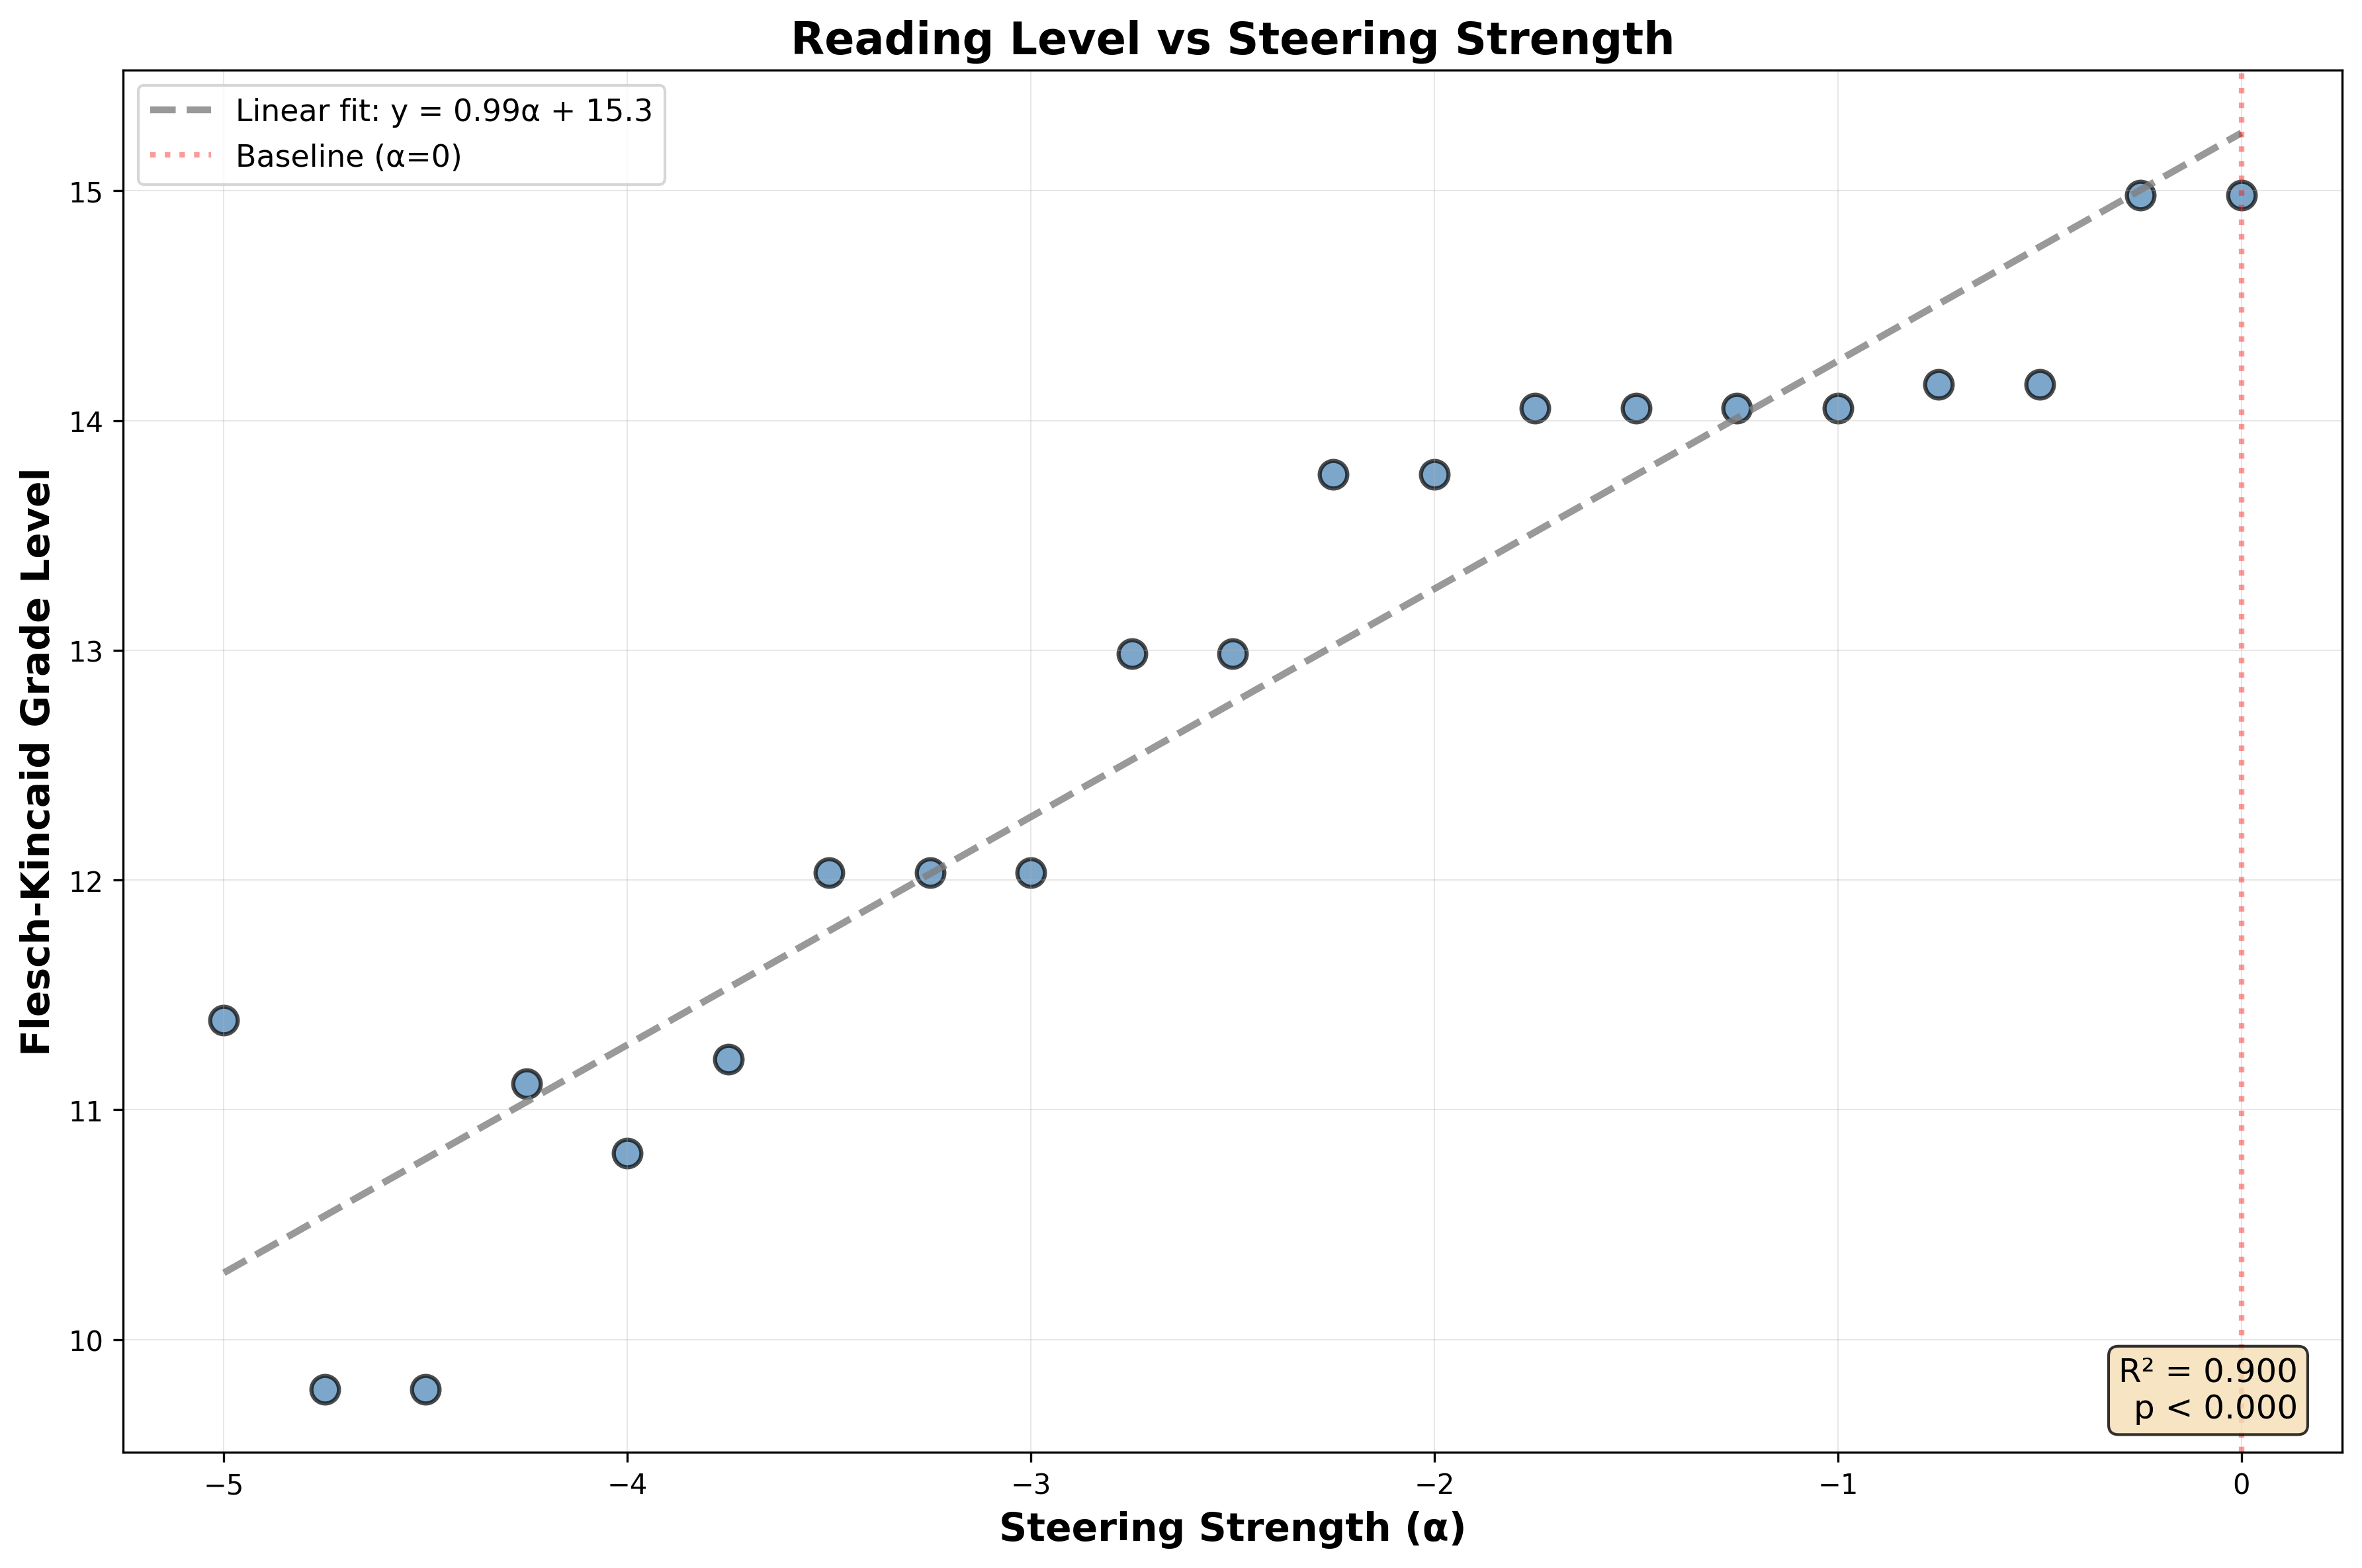 Reading Level vs Steering Strength
Linear fit: y = 0.99α + 15.3
Baseline (α=0)
Flesch-Kincaid Grade Level
15
14
13
12
11
10
R² = 0.900
p < 0.000
−5
−4
−3
−2
−1
0
Steering Strength (α)